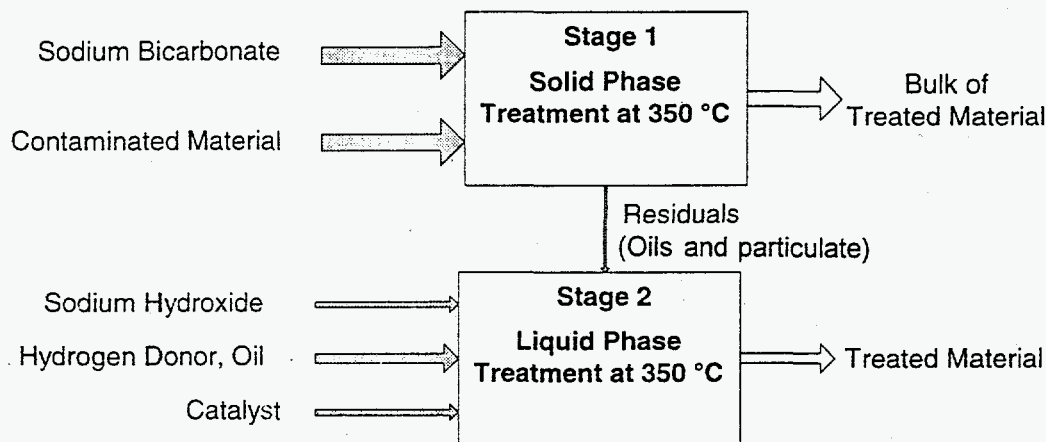 Sodium Bicarbonate
Contaminated Material
Stage 1
Solid Phase
Treatment at 350 °C
Bulk of
Treated Material
Residuals
(Oils and particulate)
Sodium Hydroxide
Hydrogen Donor, Oil
Catalyst
Stage 2
Liquid Phase
Treatment at 350 °C
Treated Material